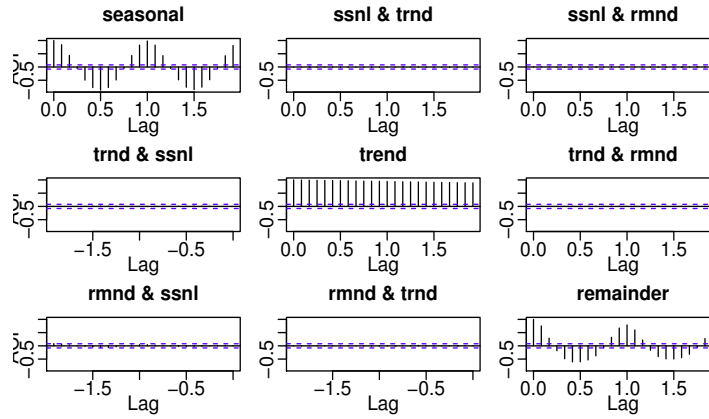 seasonal ssnl & trnd ssnl & rmnd
−0.5 −0.5 −0.5
0.0 0.5 1.0 1.5 0.0 0.5 1.0 1.5 0.0 0.5 1.0 1.5
Lag Lag Lag
trnd & ssnl trend trnd & rmnd
−0.5 −0.5 −0.5
−1.5 −0.5 0.0 0.5 1.0 1.5 0.0 0.5 1.0 1.5
Lag Lag Lag
rmnd & ssnl rmnd & trnd remainder
−0.5 −0.5 −0.5
−1.5 −0.5 −1.5 −0.5 0.0 0.5 1.0 1.5
Lag Lag Lag